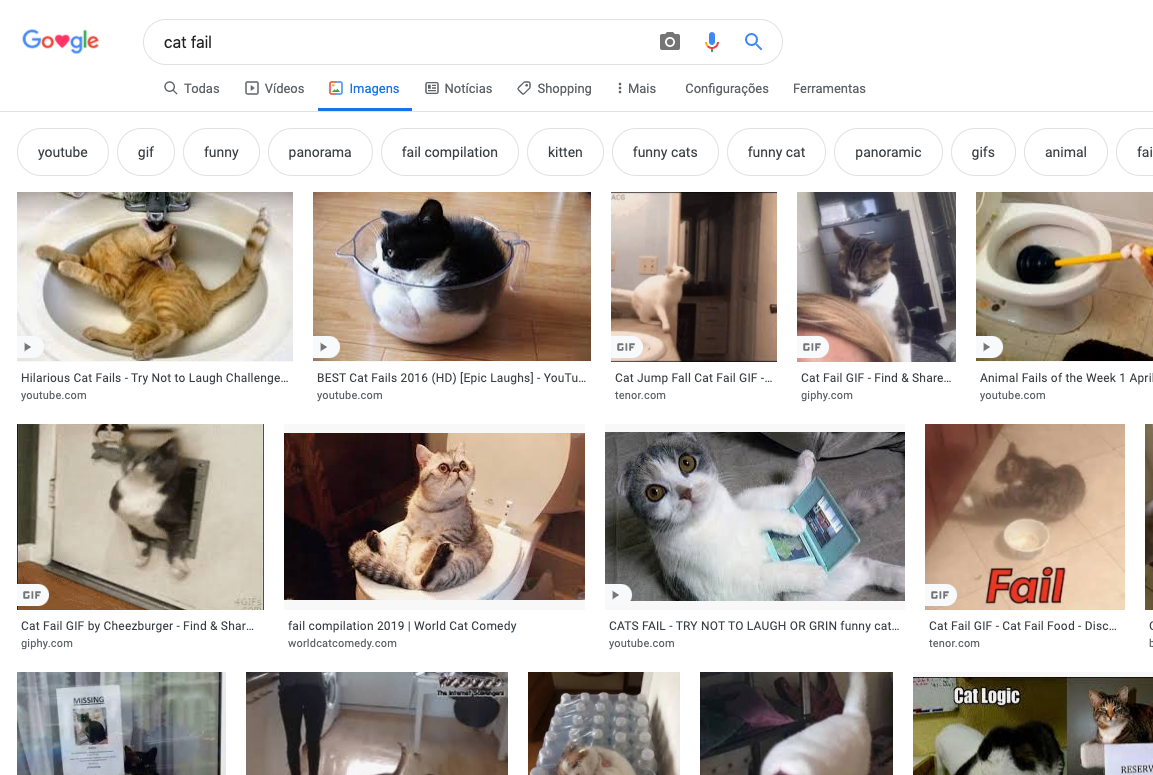 Google
cat fail
Todas
Vídeos
Imagens
Notícias
Shopping
Mais
Configurações
Ferramentas
youtube
gif
funny
panorama
fail compilation
kitten
funny cats
funny cat
panoramic
gifs
animal
fai
ACG
GIF
GIF
Hilarious Cat Fails - Try Not to Laugh Challenge...
youtube.com
BEST Cat Fails 2016 (HD) [Epic Laughs] - YouTu...
youtube.com
Cat Jump Fall Cat Fail GIF -...
tenor.com
Cat Fail GIF - Find & Share...
giphy.com
Animal Fails of the Week 1 April
youtube.com
GIF
4GIFs
.com
Fail
GIF
Cat Fail GIF by Cheezburger - Find & Shar...
giphy.com
fail compilation 2019 | World Cat Comedy
worldcatcomedy.com
CATS FAIL - TRY NOT TO LAUGH OR GRIN funny cat...
youtube.com
Cat Fail GIF - Cat Fail Food - Disc...
tenor.com
MISSING
Cat Logic
RESERV